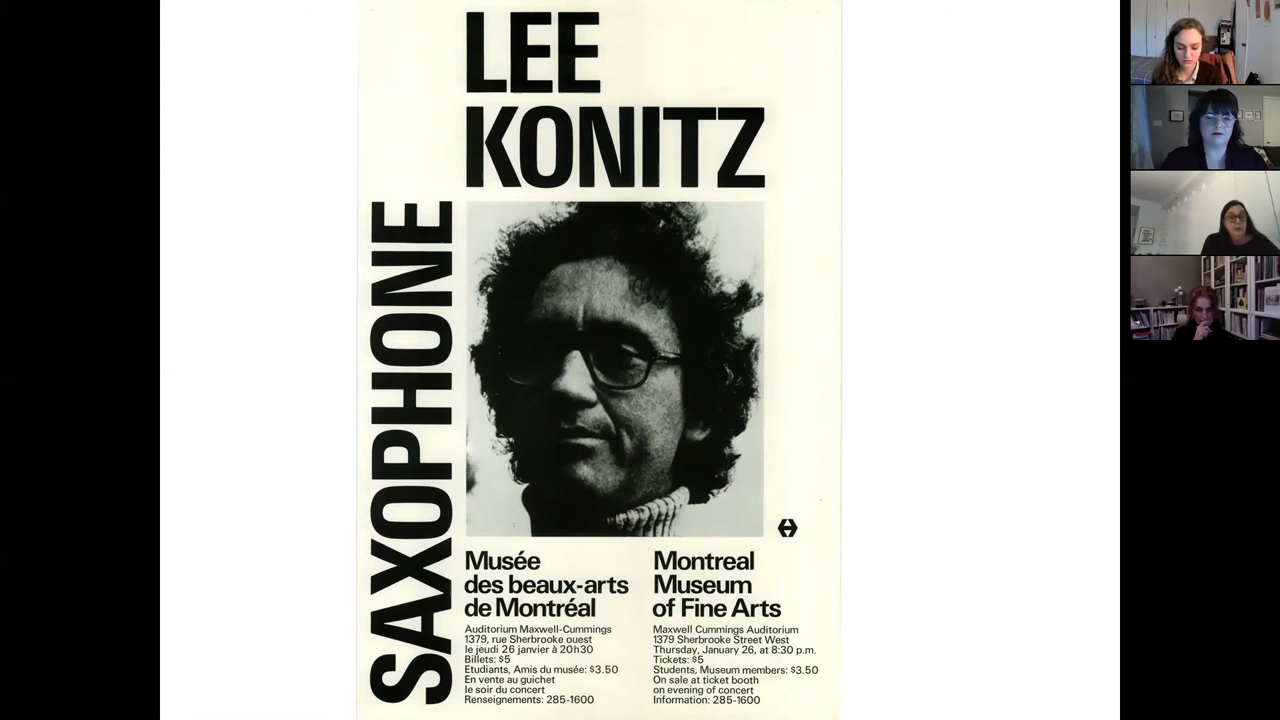 LEE
KONITZ
SAXOPHONE
Musée
des beaux-arts
de Montréal
Auditorium Maxwell-Cummings
1379, rue Sherbrooke ouest
le jeudi 26 janvier à 20h30
Billets: $5
Etudiants, Amis du musée: $3.50
En vente au guichet
le soir du concert
Renseignements: 285-1600
Montreal
Museum
of Fine Arts
Maxwell Cummings Auditorium
1379 Sherbrooke Street West
Thursday, January 26, at 8:30 p.m.
Tickets: $5
Students, Museum members: $3.50
On sale at ticket booth
on evening of concert
Information: 285-1600